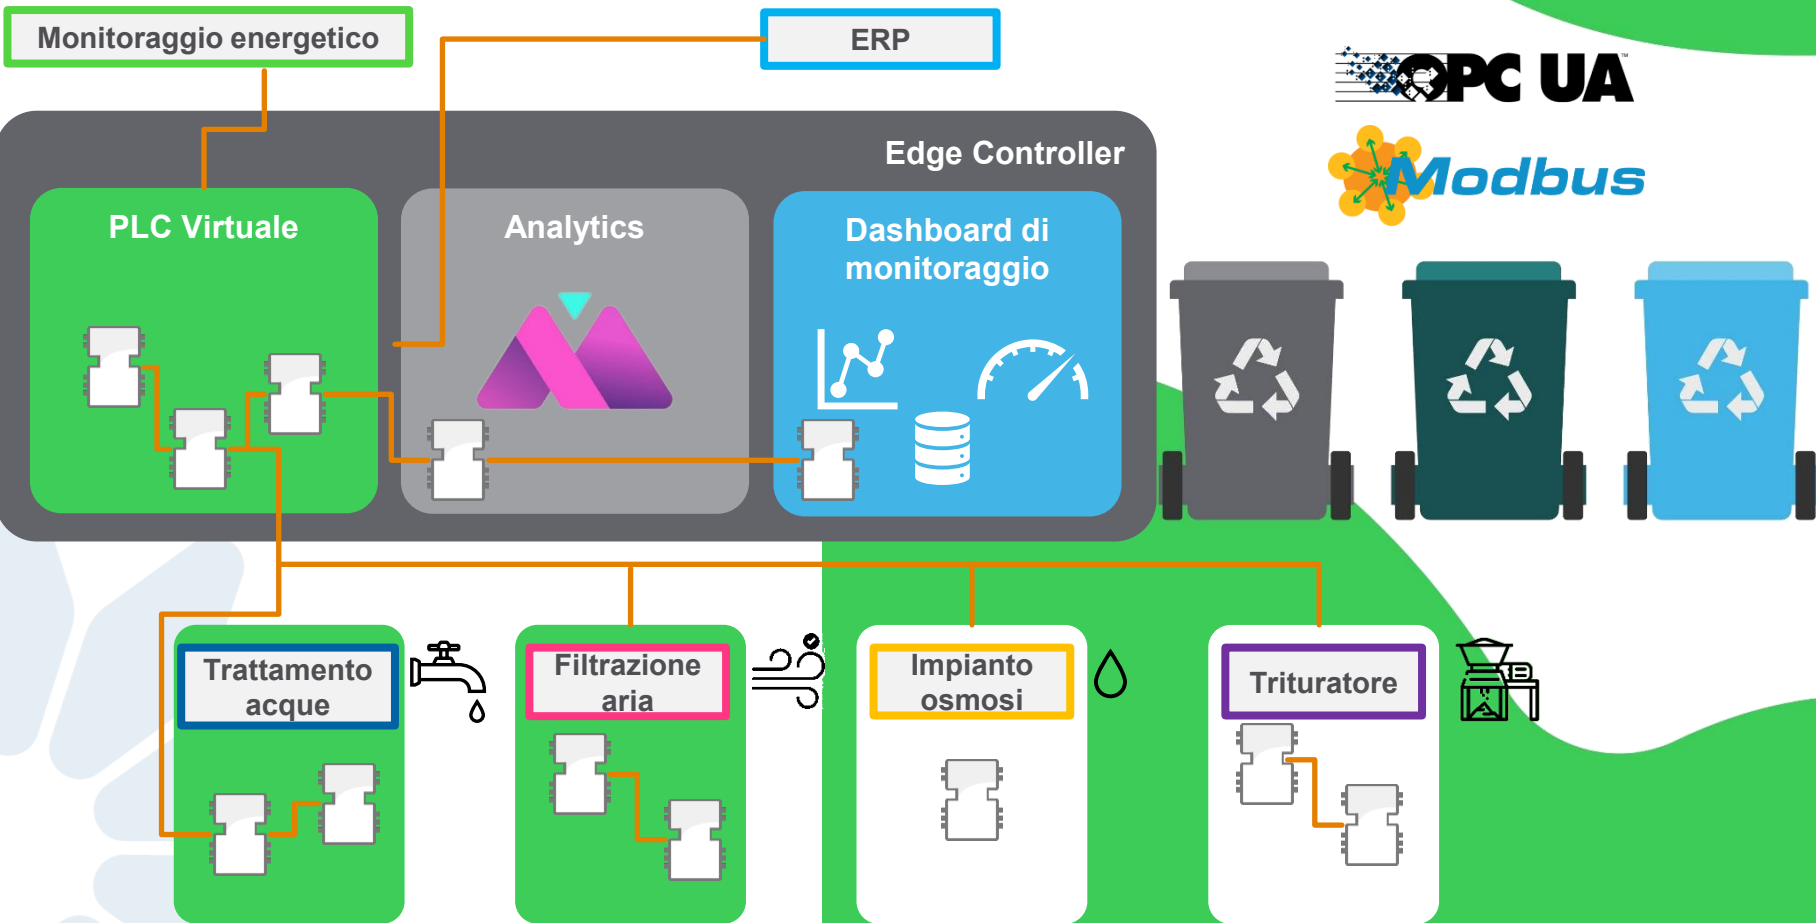 Monitoraggio energetico
ERP
OPC UA™
Modbus
Edge Controller
PLC Virtuale
Analytics
Dashboard di
monitoraggio
Trattamento
acque
Filtrazione
aria
Impianto
osmosi
Trituratore